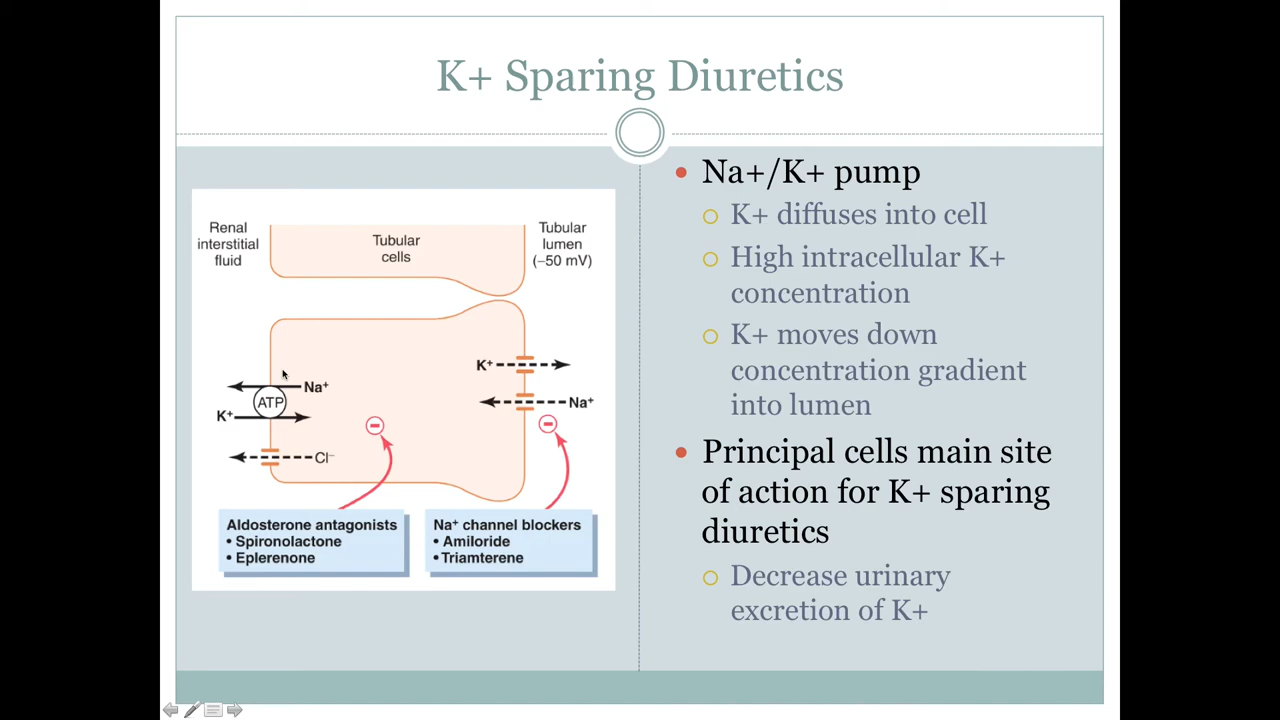 K+ Sparing Diuretics
Renal
interstitial
fluid
Tubular
cells
Tubular
lumen
(−50 mV)
K⁺
Na⁺
ATP
K⁺
Na⁺
Cl⁻
Aldosterone antagonists
• Spironolactone
• Eplerenone
Na⁺ channel blockers
• Amiloride
• Triamterene
• Na+/K+ pump
○ K+ diffuses into cell
○ High intracellular K+
concentration
○ K+ moves down
concentration gradient
into lumen
• Principal cells main site
of action for K+ sparing
diuretics
○ Decrease urinary
excretion of K+